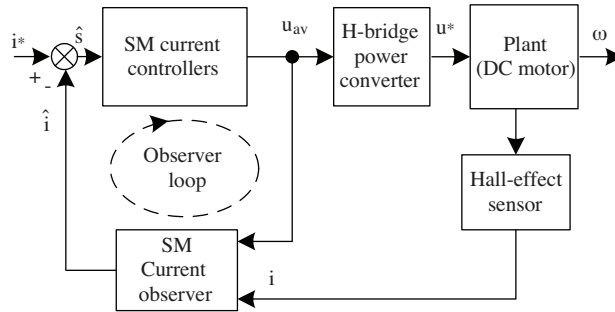 i* ŝ SM current controllers u_av H-bridge power converter u* Plant (DC motor) ω
+ -
î
Observer loop
Hall-effect sensor
SM Current observer
i